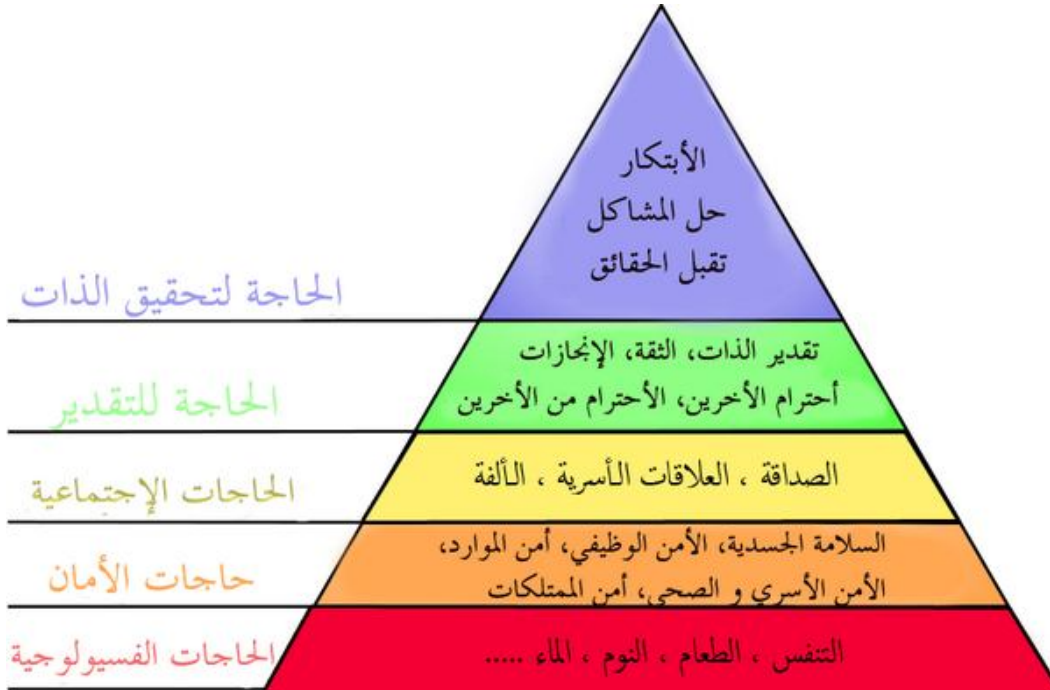 الأبتكار
حل المشاكل
تقبل الحقائق
الحاجة لتحقيق الذات
تقدير الذات، الثقة، الإنجازات
أحترام الأخرين، الأحترام من الأخرين
الحاجة للتقدير
الصداقة ، العلاقات الأسرية ، الألفة
الحاجات الإجتماعية
السلامة الجسدية، الأمن الوظيفي، أمن الموارد،
الأمن الأسري و الصحي، أمن الممتلكات
حاجات الأمان
التنفس ، الطعام ، النوم ، الماء .....
الحاجات الفسيولوجية